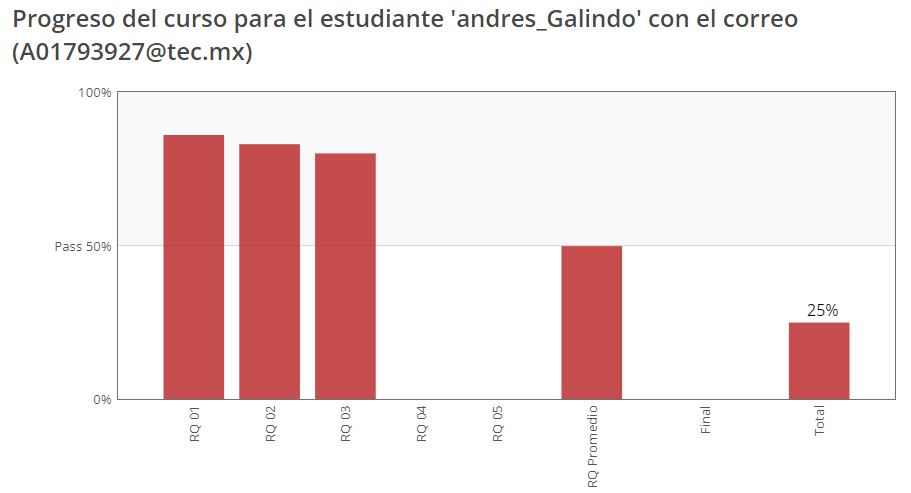 Progreso del curso para el estudiante 'andres_Galindo' con el correo
(A01793927@tec.mx)
100%
Pass 50%
25%
0%
RQ 01
RQ 02
RQ 03
RQ 04
RQ 05
RQ Promedio
Final
Total